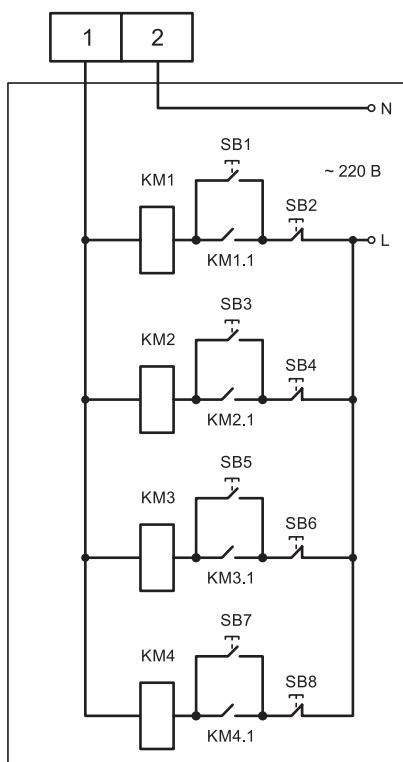 1 2
N
SB1
~ 220 В
KM1
SB2
L
KM1.1
SB3
KM2
SB4
KM2.1
SB5
KM3
SB6
KM3.1
SB7
KM4
SB8
KM4.1